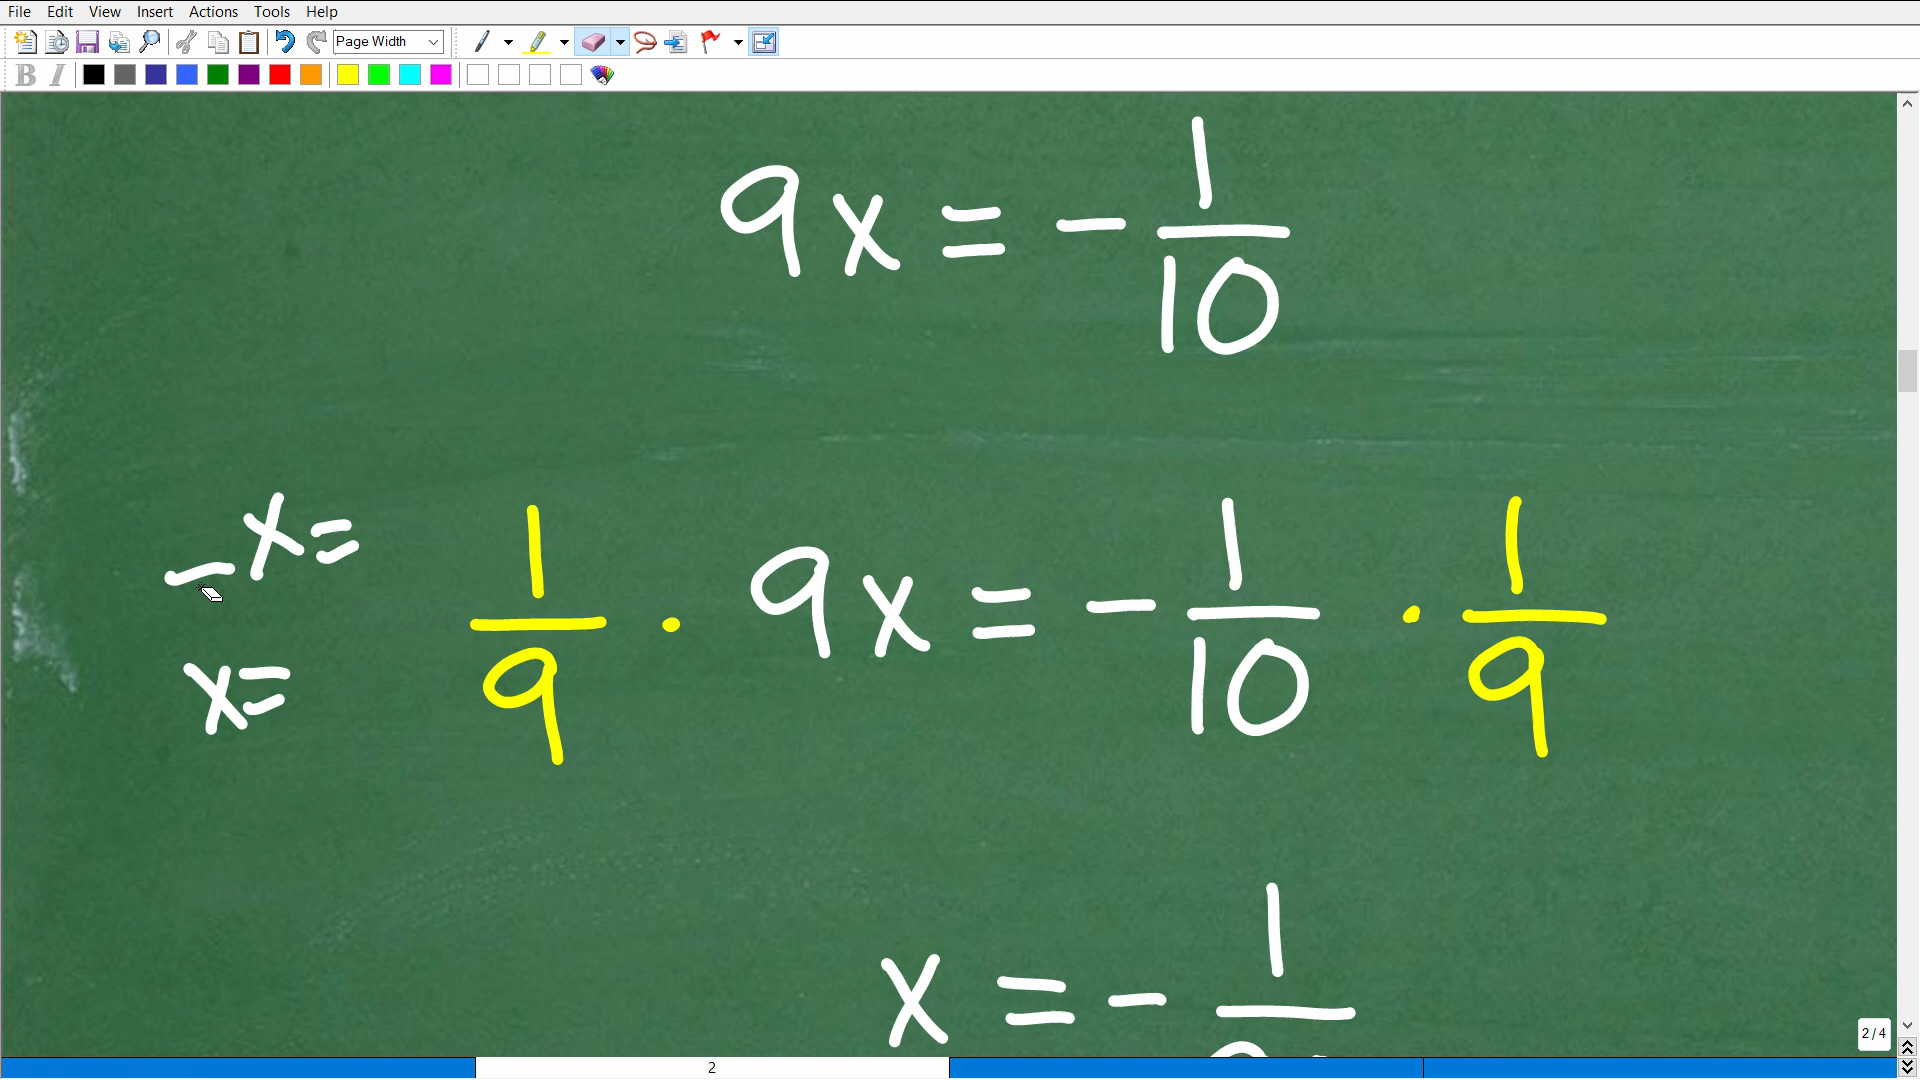 File Edit View Insert Actions Tools Help
Page Width
B I
9x = - 1/10
_x=
1/9 · 9x = - 1/10 · 1/9
x=
x = - 1
2 / 4
2